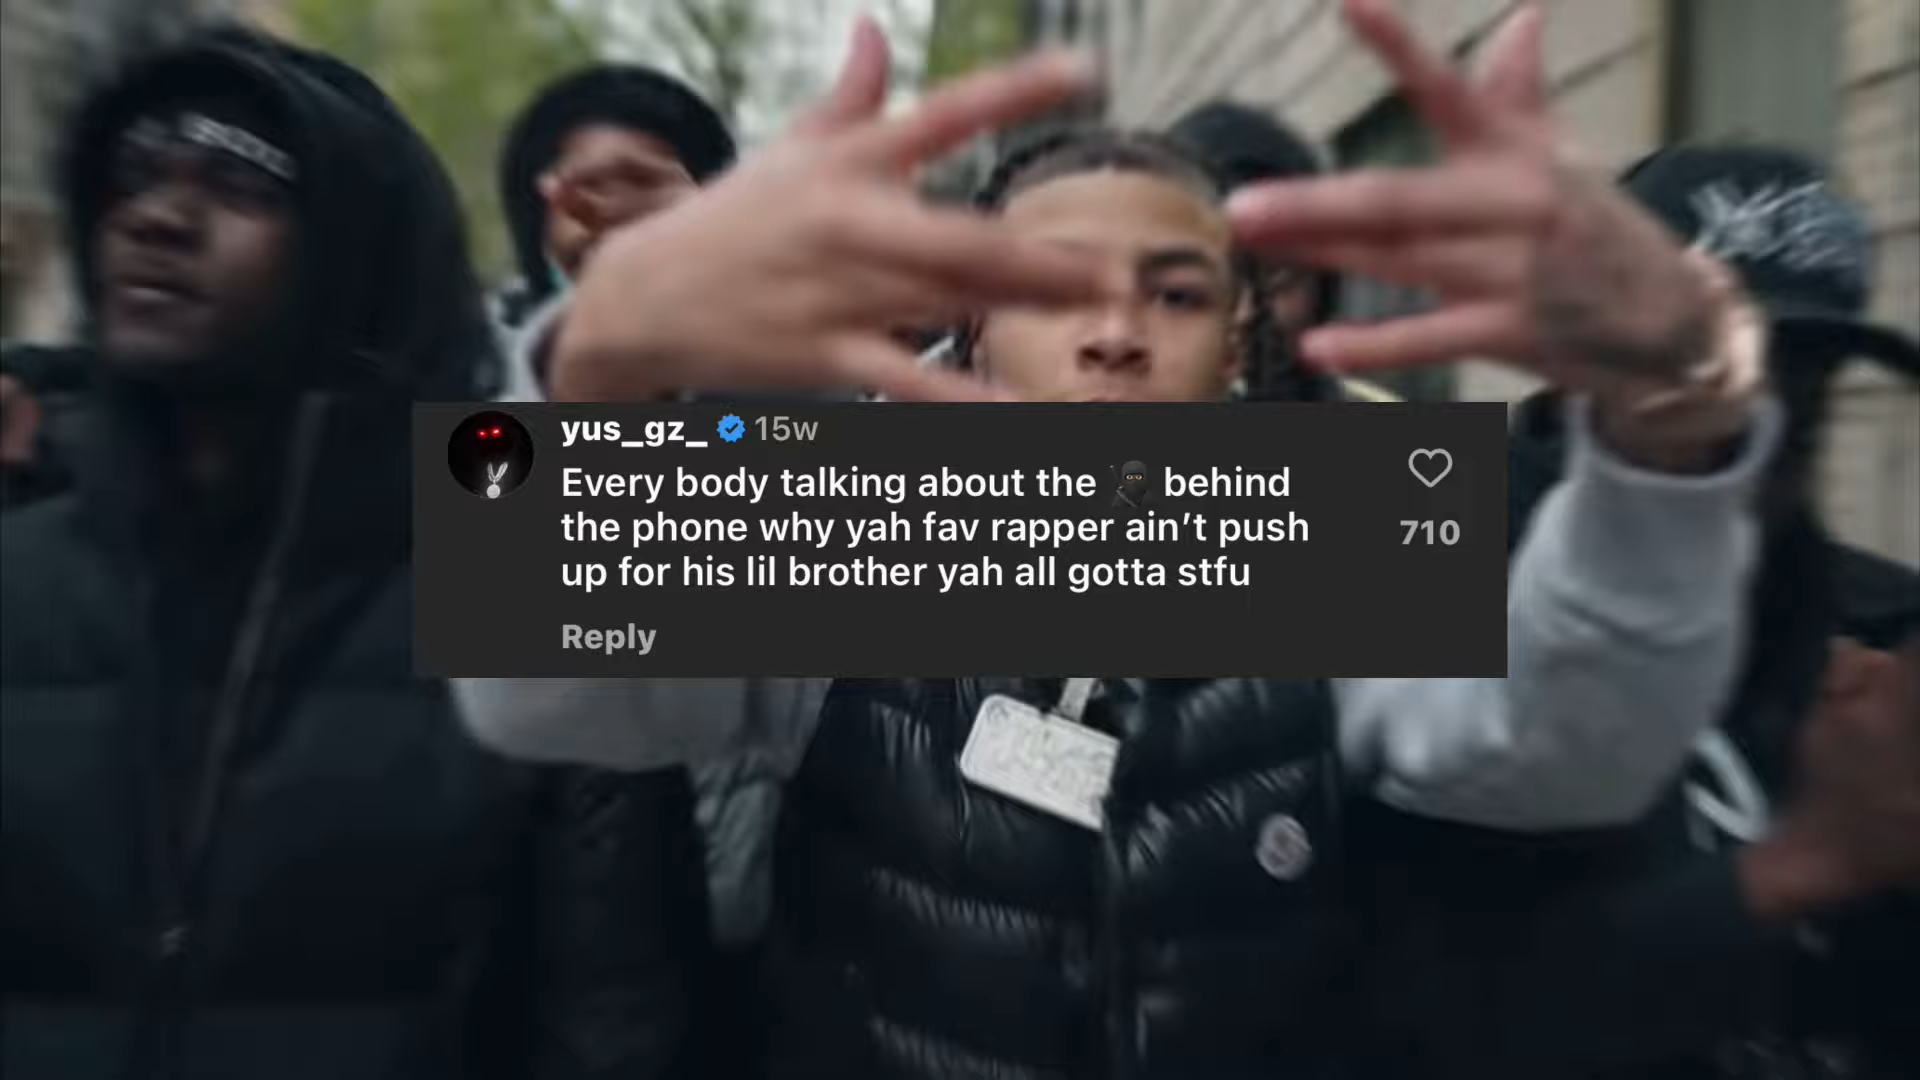 yus_gz_ 15w
Every body talking about the 🥷🏿 behind
the phone why yah fav rapper ain’t push
up for his lil brother yah all gotta stfu
710
Reply